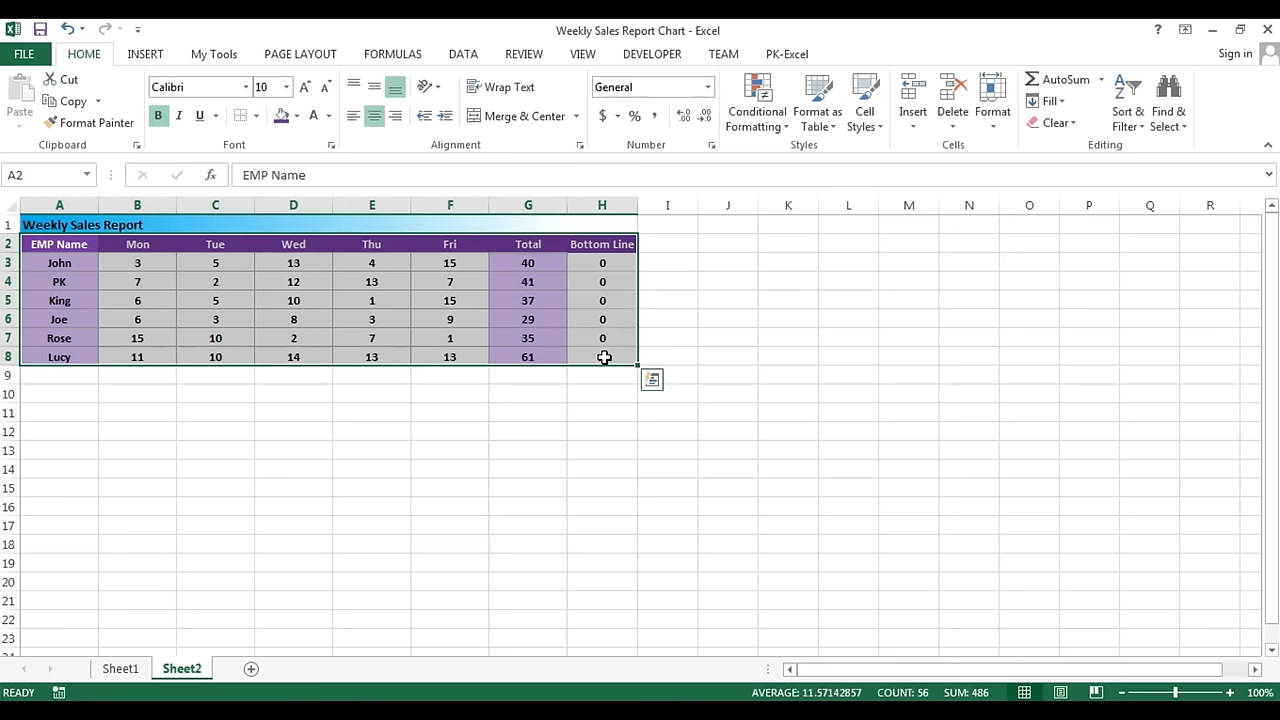 Weekly Sales Report Chart - Excel
?
FILE HOME INSERT My Tools PAGE LAYOUT FORMULAS DATA REVIEW VIEW DEVELOPER TEAM PK-Excel Sign in
Paste
Cut
Copy
Format Painter
Clipboard
Calibri 10 A A
B I U A
Font
Wrap Text
Merge & Center
Alignment
General
$ % , .00 .0
Number
Conditional Formatting
Format as Table
Cell Styles
Styles
Insert Delete Format
Cells
AutoSum
Fill
Clear
Sort & Filter
Find & Select
Editing
A2 fx EMP Name
A B C D E F G H I J K L M N O P Q R
1 Weekly Sales Report
2 EMP Name Mon Tue Wed Thu Fri Total Bottom Line
3 John 3 5 13 4 15 40 0
4 PK 7 2 12 13 7 41 0
5 King 6 5 10 1 15 37 0
6 Joe 6 3 8 3 9 29 0
7 Rose 15 10 2 7 1 35 0
8 Lucy 11 10 14 13 13 61
9
10
11
12
13
14
15
16
17
18
19
20
21
22
23
Sheet1 Sheet2
READY AVERAGE: 11.57142857 COUNT: 56 SUM: 486 100%